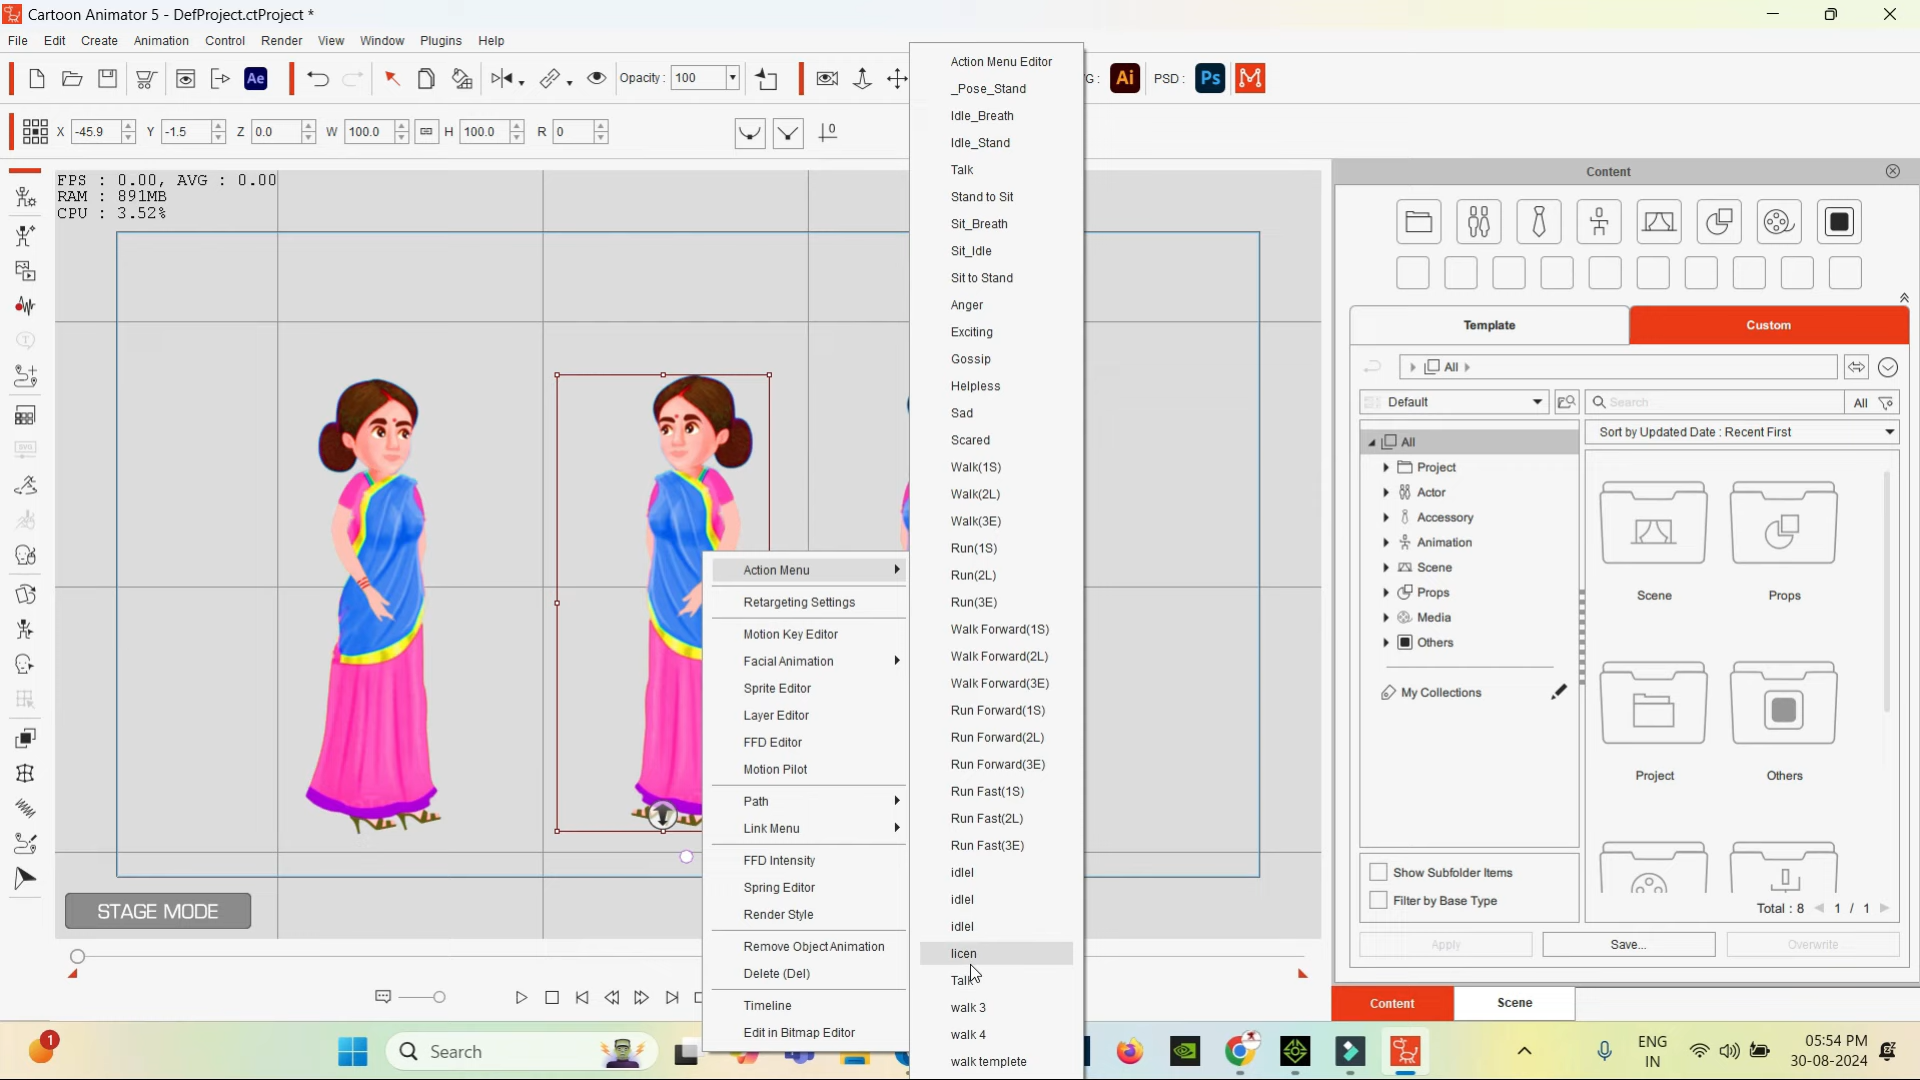 Cartoon Animator 5 - DefProject.ctProject *
File Edit Create Animation Control Render View Window Plugins Help
Ae
Opacity : 100
G : Ai PSD : Ps
X -45.9 Y -1.5 Z 0.0 W 100.0 H 100.0 R 0
FPS : 0.00, AVG : 0.00
RAM : 891MB
CPU : 3.52%
STAGE MODE
Action Menu
Retargeting Settings
Motion Key Editor
Facial Animation
Sprite Editor
Layer Editor
FFD Editor
Motion Pilot
Path
Link Menu
FFD Intensity
Spring Editor
Render Style
Remove Object Animation
Delete (Del)
Timeline
Edit in Bitmap Editor
Action Menu Editor
_Pose_Stand
Idle_Breath
Idle_Stand
Talk
Stand to Sit
Sit_Breath
Sit_Idle
Sit to Stand
Anger
Exciting
Gossip
Helpless
Sad
Scared
Walk(1S)
Walk(2L)
Walk(3E)
Run(1S)
Run(2L)
Run(3E)
Walk Forward(1S)
Walk Forward(2L)
Walk Forward(3E)
Run Forward(1S)
Run Forward(2L)
Run Forward(3E)
Run Fast(1S)
Run Fast(2L)
Run Fast(3E)
idlel
idlel
idlel
licen
Talk
walk 3
walk 4
walk templete
Content
Template Custom
All
Default Search All
Sort by Updated Date : Recent First
All
Project
Actor
Accessory
Animation
Scene
Props
Media
Others
My Collections
Scene Props
Project Others
Show Subfolder Items
Filter by Base Type
Total : 8 1 / 1
Apply Save... Overwrite
Content Scene
1
Search
ENG
IN
05:54 PM
30-08-2024